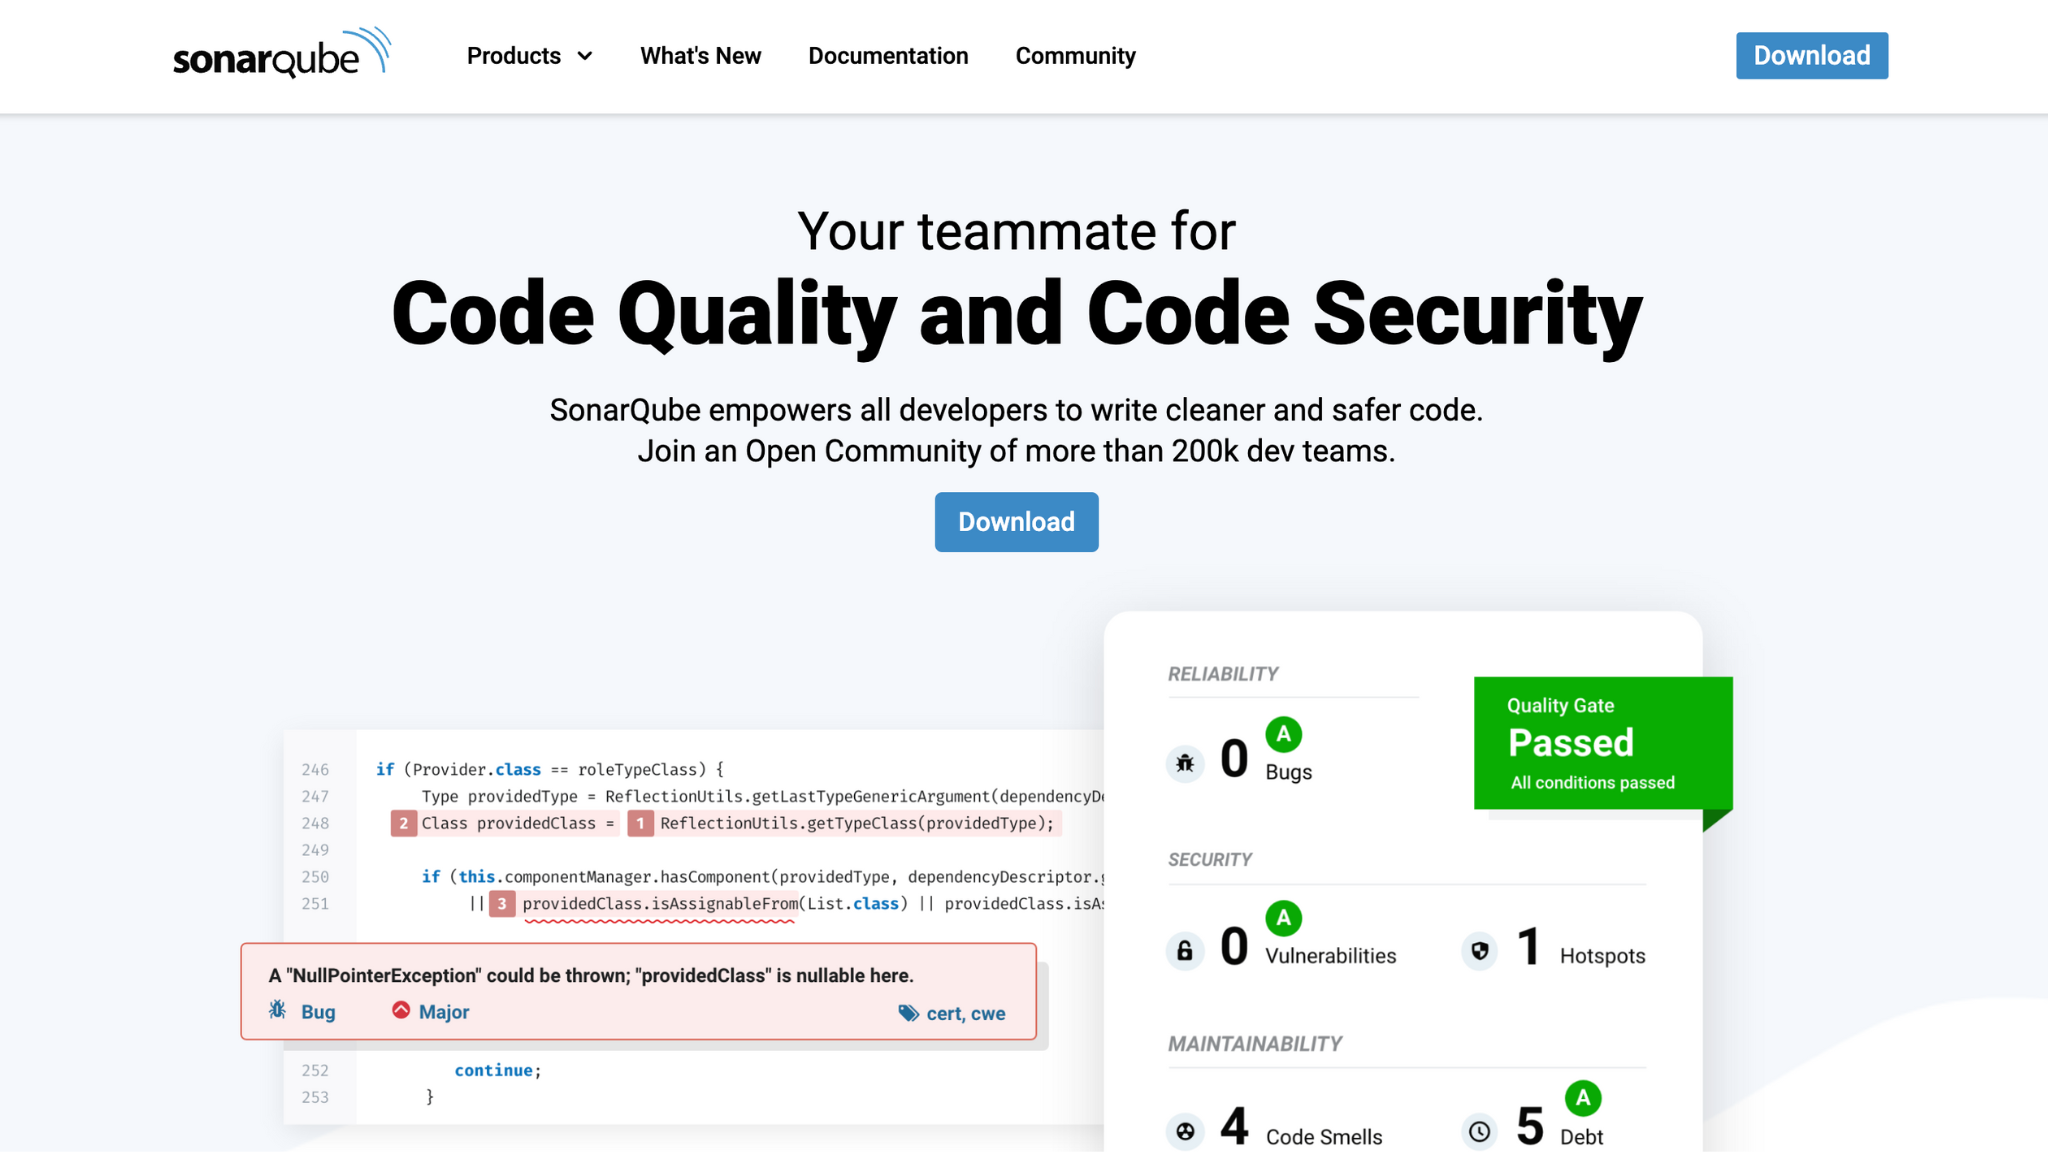 sonarqube
Products
What's New
Documentation
Community
Download
Your teammate for
Code Quality and Code Security
SonarQube empowers all developers to write cleaner and safer code.
Join an Open Community of more than 200k dev teams.
Download
246 if (Provider.class == roleTypeClass) {
247 Type providedType = ReflectionUtils.getLastTypeGenericArgument(dependencyDe
248 2 Class providedClass = 1 ReflectionUtils.getTypeClass(providedType);
249
250 if (this.componentManager.hasComponent(providedType, dependencyDescriptor.g
251 || 3 providedClass.isAssignableFrom(List.class) || providedClass.isAs
A "NullPointerException" could be thrown; "providedClass" is nullable here.
Bug Major cert, cwe
252 continue;
253 }
RELIABILITY
0 A Bugs
Quality Gate
Passed
All conditions passed
SECURITY
0 A Vulnerabilities
1 Hotspots
MAINTAINABILITY
4 Code Smells
5 A Debt